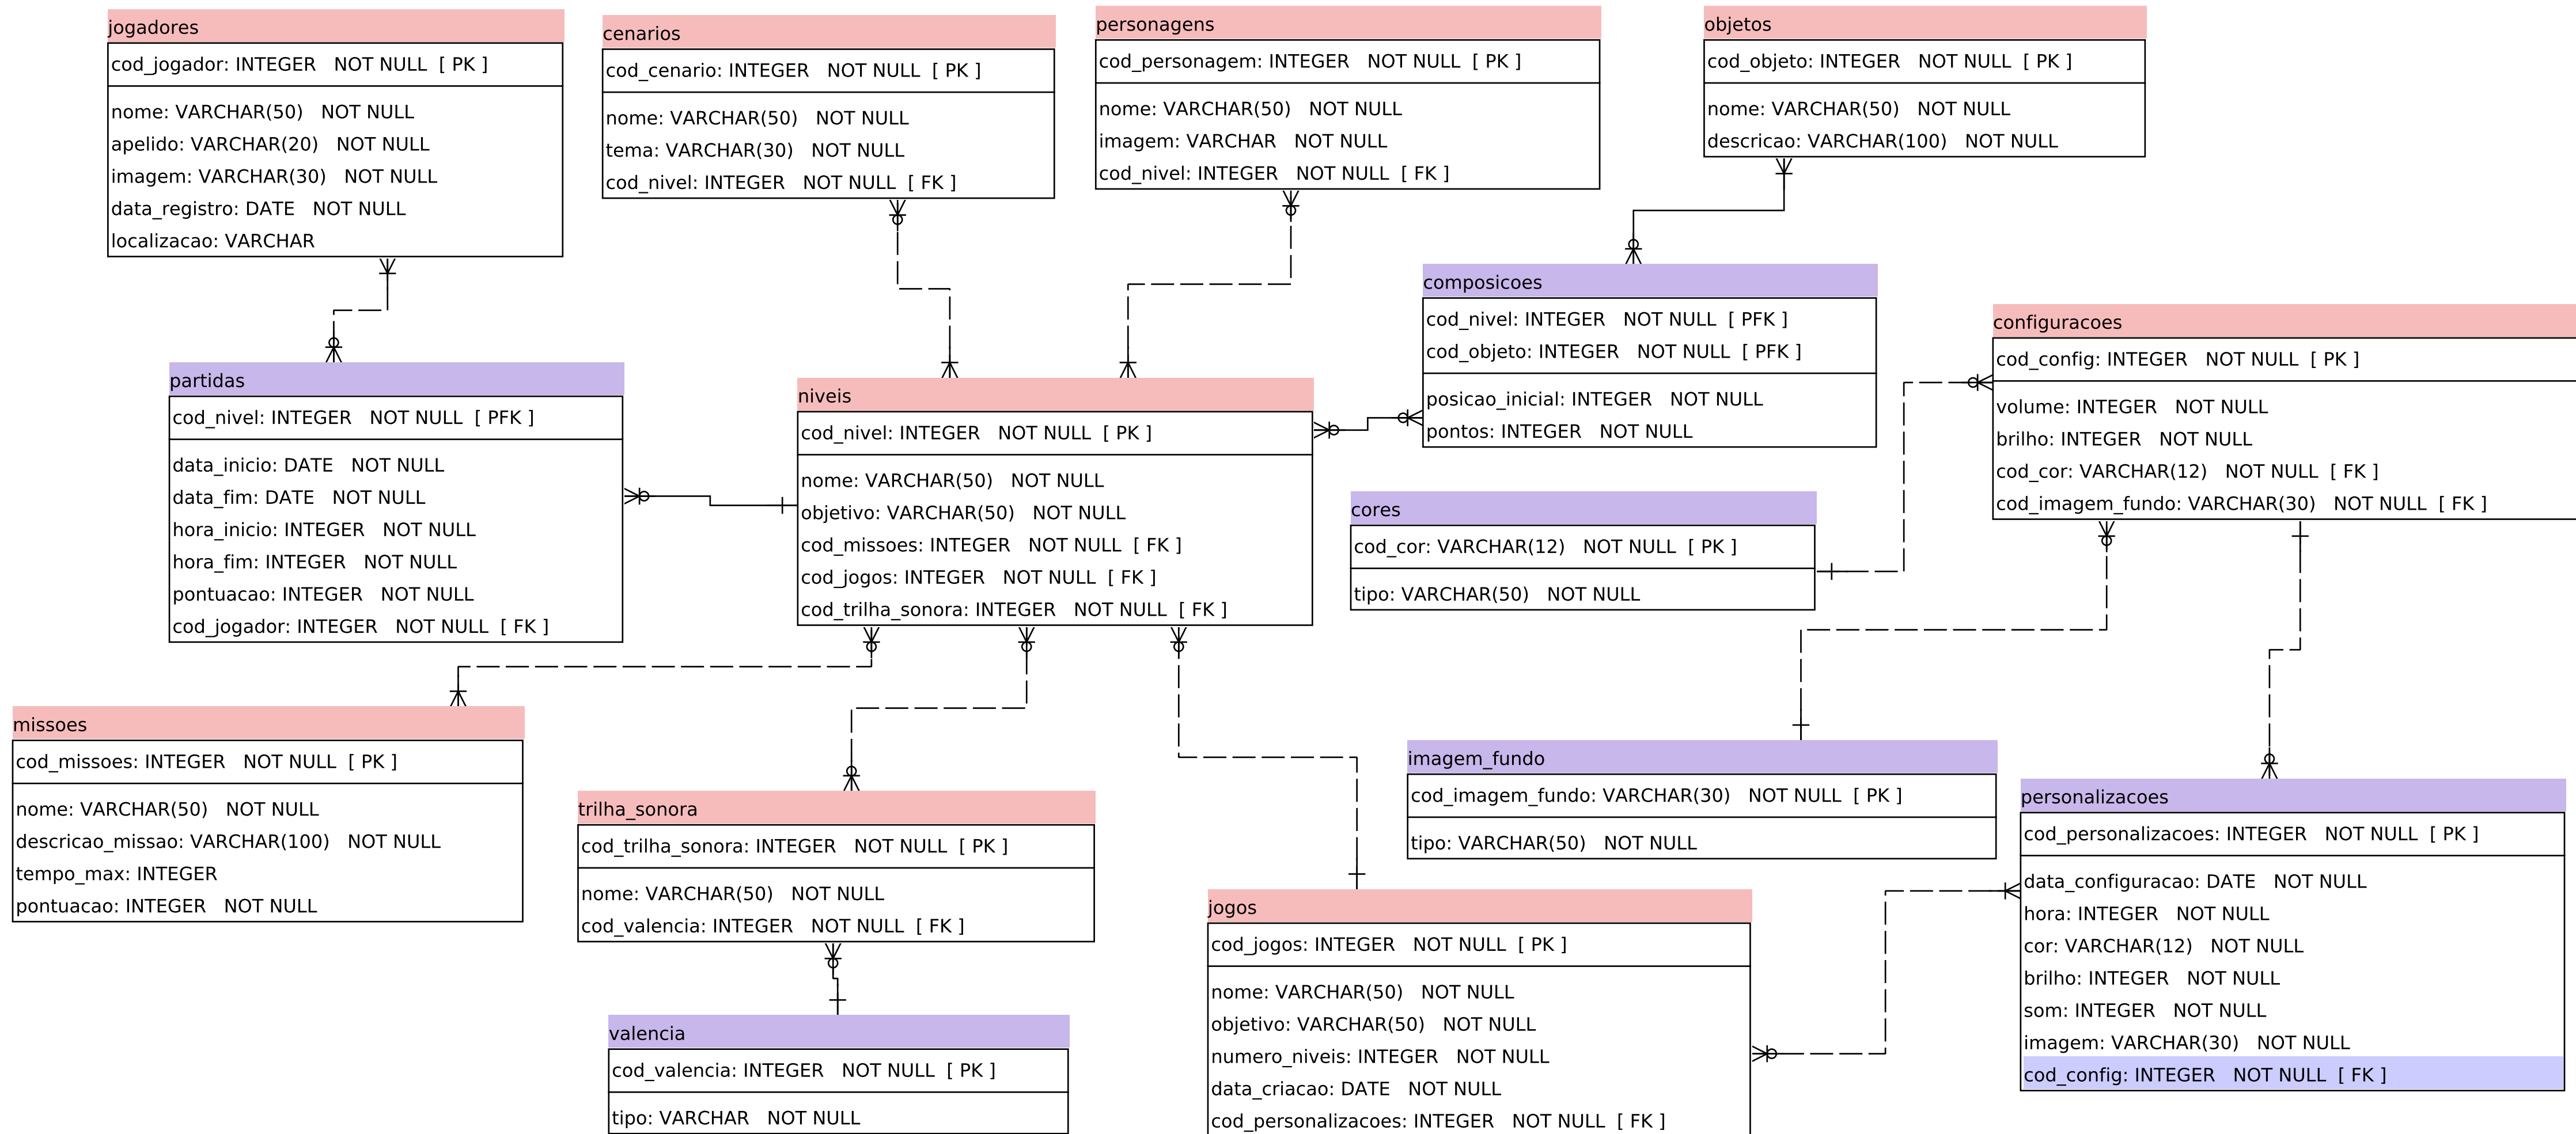 jogadores
cod_jogador: INTEGER NOT NULL [ PK ]
nome: VARCHAR(50) NOT NULL
apelido: VARCHAR(20) NOT NULL
imagem: VARCHAR(30) NOT NULL
data_registro: DATE NOT NULL
localizacao: VARCHAR
cenarios
cod_cenario: INTEGER NOT NULL [ PK ]
nome: VARCHAR(50) NOT NULL
tema: VARCHAR(30) NOT NULL
cod_nivel: INTEGER NOT NULL [ FK ]
personagens
cod_personagem: INTEGER NOT NULL [ PK ]
nome: VARCHAR(50) NOT NULL
imagem: VARCHAR NOT NULL
cod_nivel: INTEGER NOT NULL [ FK ]
objetos
cod_objeto: INTEGER NOT NULL [ PK ]
nome: VARCHAR(50) NOT NULL
descricao: VARCHAR(100) NOT NULL
composicoes
cod_nivel: INTEGER NOT NULL [ PFK ]
cod_objeto: INTEGER NOT NULL [ PFK ]
posicao_inicial: INTEGER NOT NULL
pontos: INTEGER NOT NULL
configuracoes
cod_config: INTEGER NOT NULL [ PK ]
volume: INTEGER NOT NULL
brilho: INTEGER NOT NULL
cod_cor: VARCHAR(12) NOT NULL [ FK ]
cod_imagem_fundo: VARCHAR(30) NOT NULL [ FK ]
partidas
cod_nivel: INTEGER NOT NULL [ PFK ]
data_inicio: DATE NOT NULL
data_fim: DATE NOT NULL
hora_inicio: INTEGER NOT NULL
hora_fim: INTEGER NOT NULL
pontuacao: INTEGER NOT NULL
cod_jogador: INTEGER NOT NULL [ FK ]
niveis
cod_nivel: INTEGER NOT NULL [ PK ]
nome: VARCHAR(50) NOT NULL
objetivo: VARCHAR(50) NOT NULL
cod_missoes: INTEGER NOT NULL [ FK ]
cod_jogos: INTEGER NOT NULL [ FK ]
cod_trilha_sonora: INTEGER NOT NULL [ FK ]
cores
cod_cor: VARCHAR(12) NOT NULL [ PK ]
tipo: VARCHAR(50) NOT NULL
missoes
cod_missoes: INTEGER NOT NULL [ PK ]
nome: VARCHAR(50) NOT NULL
descricao_missao: VARCHAR(100) NOT NULL
tempo_max: INTEGER
pontuacao: INTEGER NOT NULL
trilha_sonora
cod_trilha_sonora: INTEGER NOT NULL [ PK ]
nome: VARCHAR(50) NOT NULL
cod_valencia: INTEGER NOT NULL [ FK ]
imagem_fundo
cod_imagem_fundo: VARCHAR(30) NOT NULL [ PK ]
tipo: VARCHAR(50) NOT NULL
personalizacoes
cod_personalizacoes: INTEGER NOT NULL [ PK ]
data_configuracao: DATE NOT NULL
hora: INTEGER NOT NULL
cor: VARCHAR(12) NOT NULL
brilho: INTEGER NOT NULL
som: INTEGER NOT NULL
imagem: VARCHAR(30) NOT NULL
cod_config: INTEGER NOT NULL [ FK ]
valencia
cod_valencia: INTEGER NOT NULL [ PK ]
tipo: VARCHAR NOT NULL
jogos
cod_jogos: INTEGER NOT NULL [ PK ]
nome: VARCHAR(50) NOT NULL
objetivo: VARCHAR(50) NOT NULL
numero_niveis: INTEGER NOT NULL
data_criacao: DATE NOT NULL
cod_personalizacoes: INTEGER NOT NULL [ FK ]